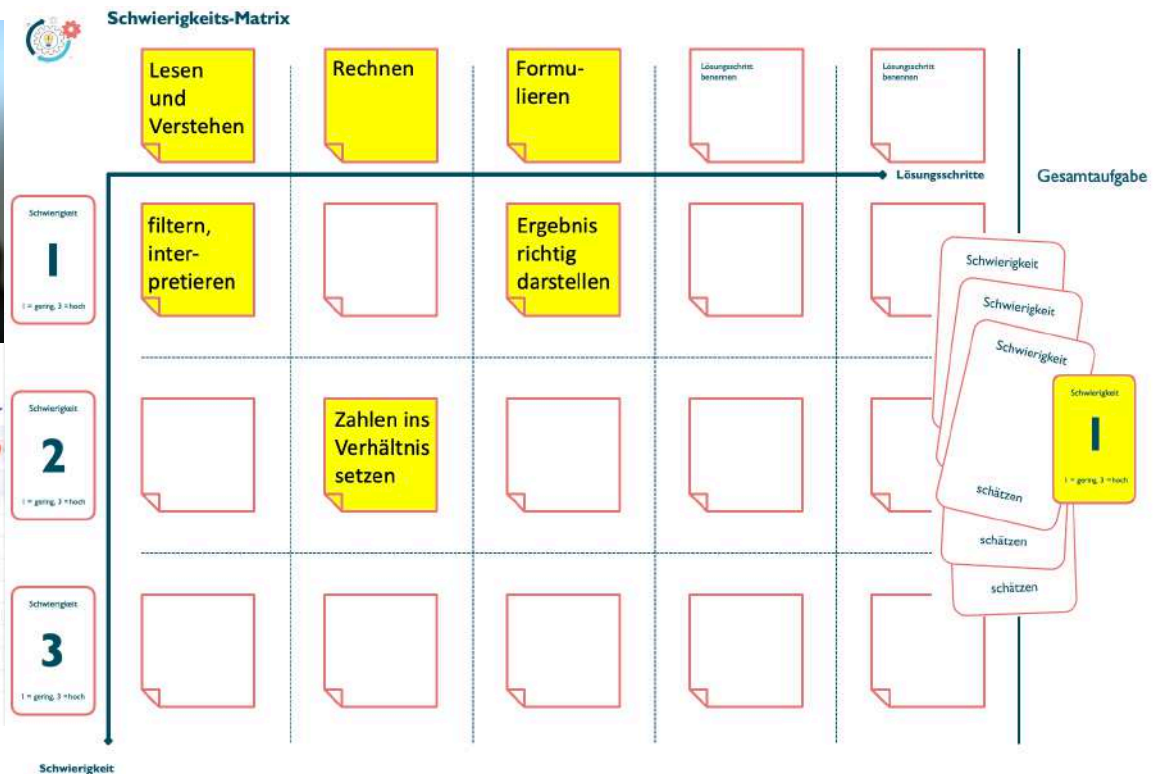 Schwierigkeits-Matrix
Lesen
und
Verstehen
Rechnen
Formu-
lieren
Lösungsschritt
benennen
Lösungsschritt
benennen
Lösungsschritte
Gesamtaufgabe
Schwierigkeit
1
1 = gering, 3 = hoch
filtern,
inter-
pretieren
Ergebnis
richtig
darstellen
Schwierigkeit
Schwierigkeit
Schwierigkeit
schätzen
schätzen
schätzen
Schwierigkeit
1
1 = gering, 3 = hoch
Schwierigkeit
2
1 = gering, 3 = hoch
Zahlen ins
Verhältnis
setzen
Schwierigkeit
3
1 = gering, 3 = hoch
Schwierigkeit